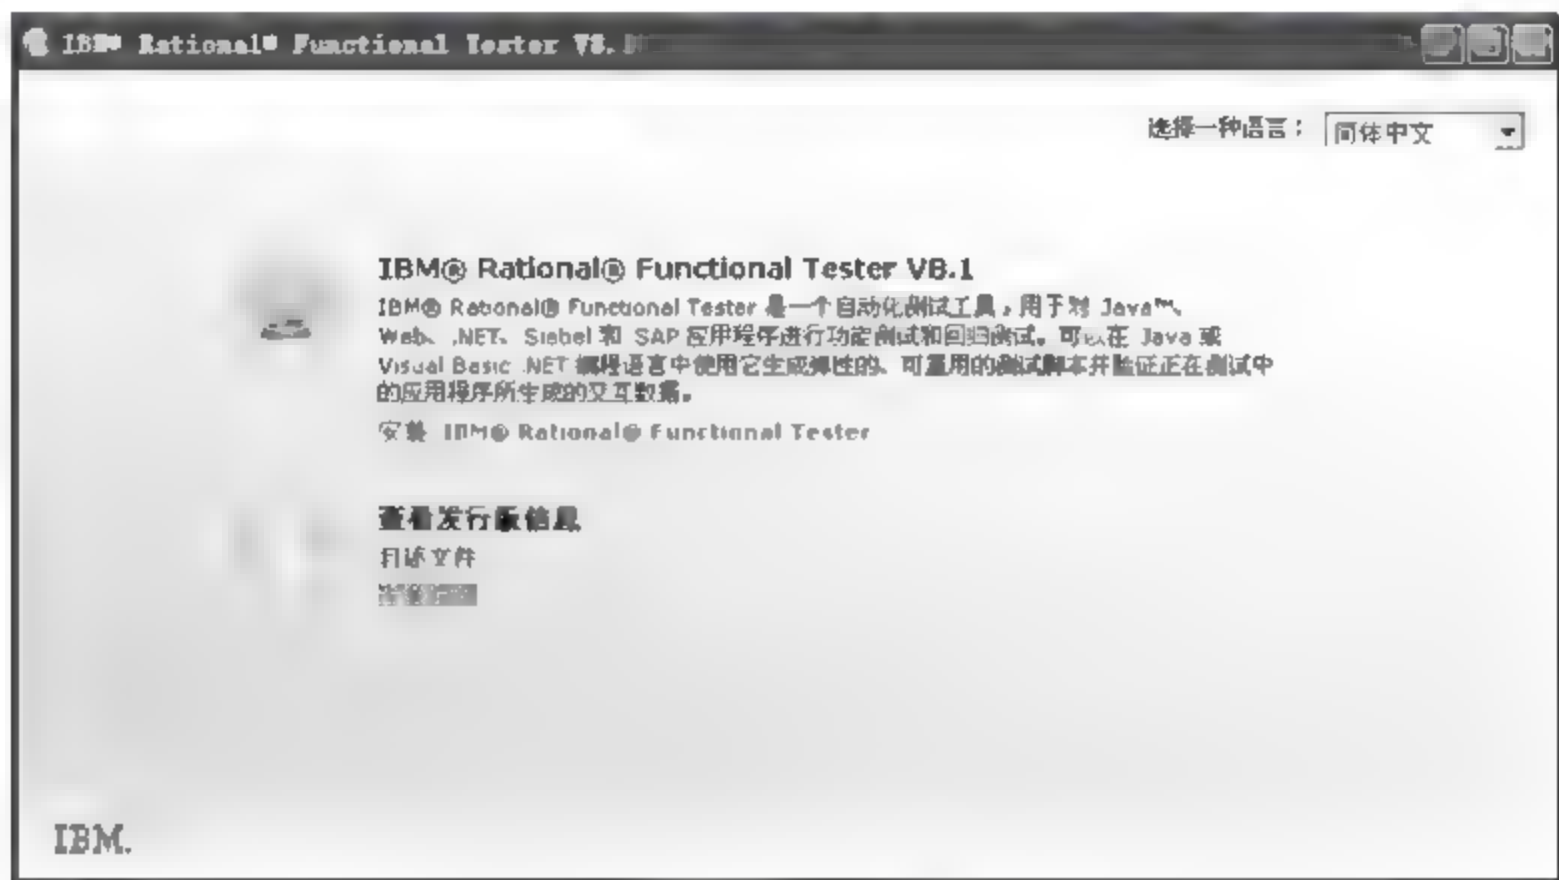 IBM® Rational® Functional Tester V8.
选择一种语言： 简体中文
IBM® Rational® Functional Tester V8.1
IBM® Rational® Functional Tester 是一个自动化测试工具，用于对 Java™、
Web、.NET、Siebel 和 SAP 应用程序进行功能测试和回归测试。可以在 Java 或
Visual Basic .NET 编程语言中使用它生成弹性的、可重用的测试脚本并验证正在测试中
的应用程序所生成的交互数据。
安装 IBM® Rational® Functional Tester
查看发行版信息
自述文件
IBM.